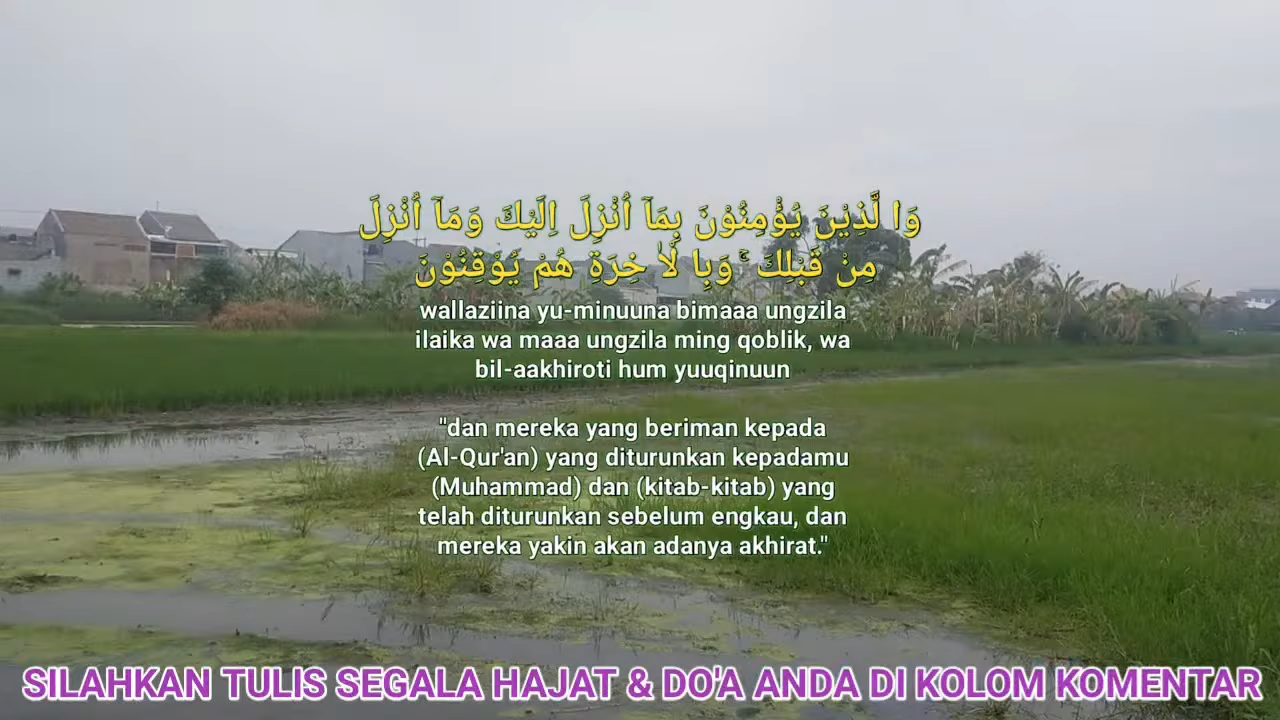 وَا لَّذِيْنَ يُؤْمِنُوْنَ بِمَاۤ اُنْزِلَ اِلَيْكَ وَمَاۤ اُنْزِلَ
مِنْ قَبْلِكَ ۚ وَبِا لْاٰ خِرَةِ هُمْ يُوْقِنُوْنَ
wallaziina yu-minuuna bimaaa ungzila
ilaika wa maaa ungzila ming qoblik, wa
bil-aakhiroti hum yuuqinuun
"dan mereka yang beriman kepada
(Al-Qur'an) yang diturunkan kepadamu
(Muhammad) dan (kitab-kitab) yang
telah diturunkan sebelum engkau, dan
mereka yakin akan adanya akhirat."
SILAHKAN TULIS SEGALA HAJAT & DO'A ANDA DI KOLOM KOMENTAR